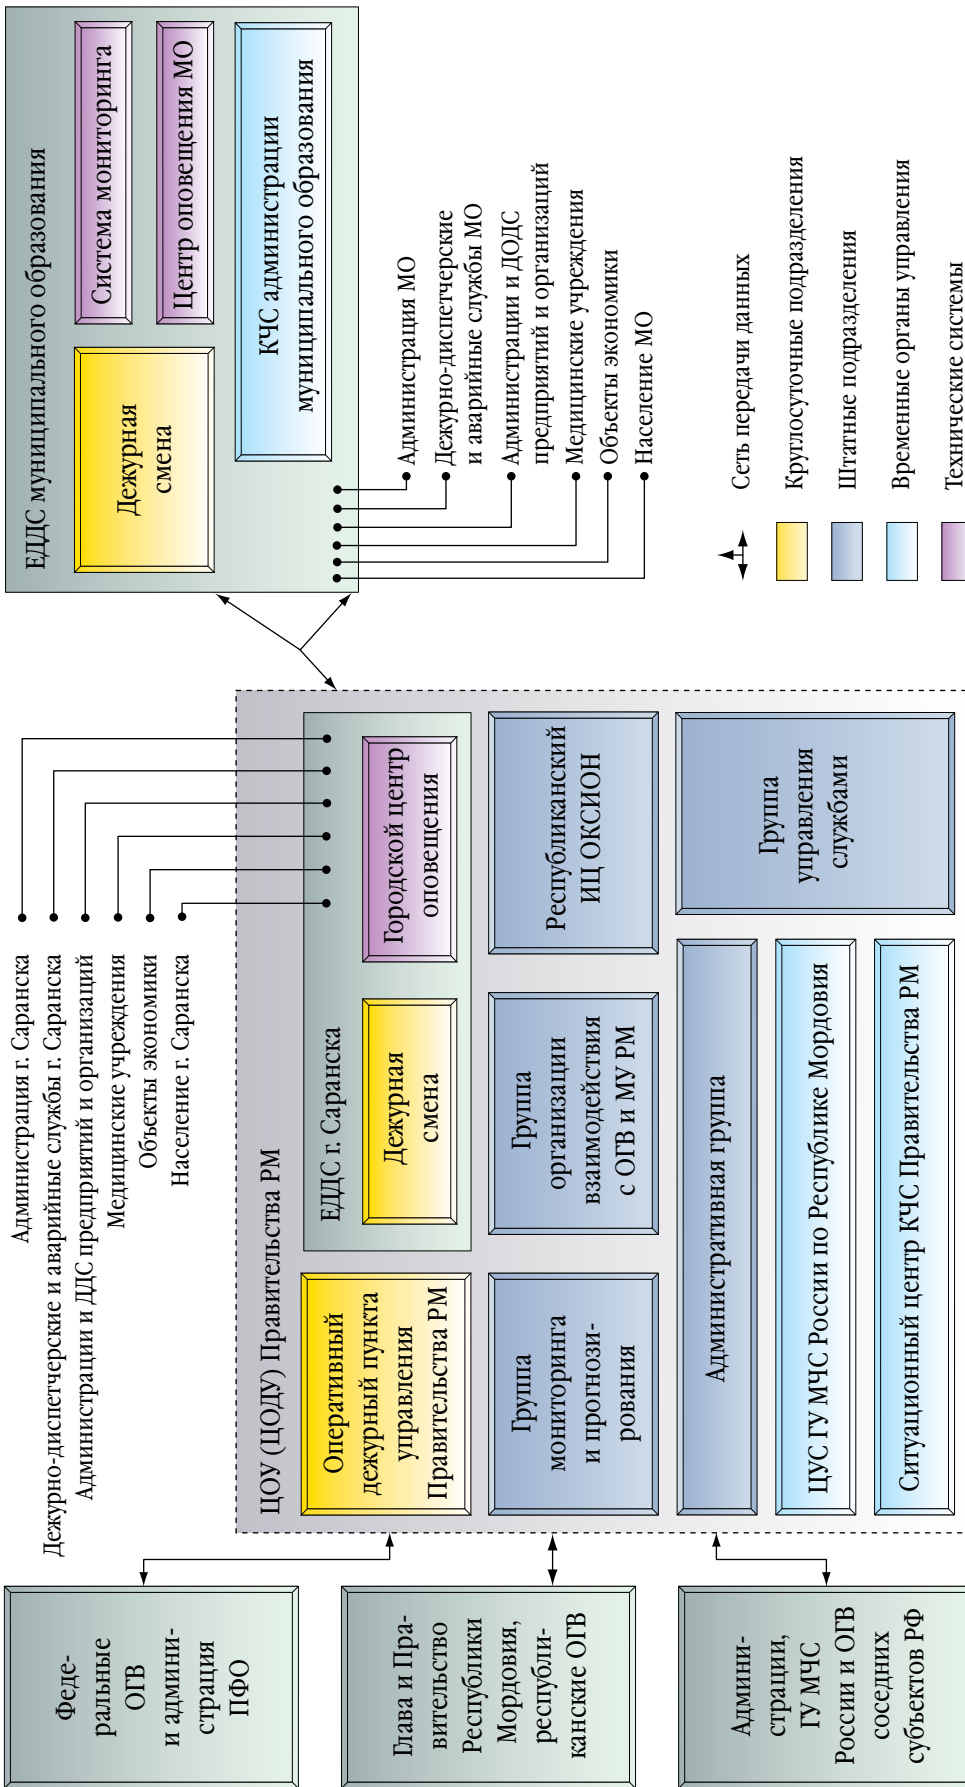 Администрация г. Саранска
Дежурно-диспетчерские и аварийные службы г. Саранска
Администрации и ДДС предприятий и организаций
Медицинские учреждения
Объекты экономики
Население г. Саранска
Феде-
ральные
ОГВ
и админи-
страция
ПФО
Глава и Пра-
вительство
Республики
Мордовия,
республи-
канские ОГВ
Админи-
страции,
ГУ МЧС
России и ОГВ
соседних
субъектов РФ
ЦОУ (ЦОДУ) Правительства РМ
Оперативный
дежурный пункта
управления
Правительства РМ
ЕДДС г. Саранска
Дежурная
смена
Городской центр
оповещения
Группа
мониторинга
и прогнози-
рования
Группа
организации
взаимодействия
с ОГВ и МУ РМ
Республиканский
ИЦ ОКСИОН
Административная группа
Группа
управления
службами
ЦУС ГУ МЧС России по Республике Мордовия
Ситуационный центр КЧС Правительства РМ
ЕДДС муниципального образования
Дежурная
смена
Система мониторинга
Центр оповещения МО
КЧС администрации
муниципального образования
Администрация МО
Дежурно-диспетчерские
и аварийные службы МО
Администрации и ДОДС
предприятий и организаций
Медицинские учреждения
Объекты экономики
Население МО
Сеть передачи данных
Круглосуточные подразделения
Штатные подразделения
Временные органы управления
Технические системы